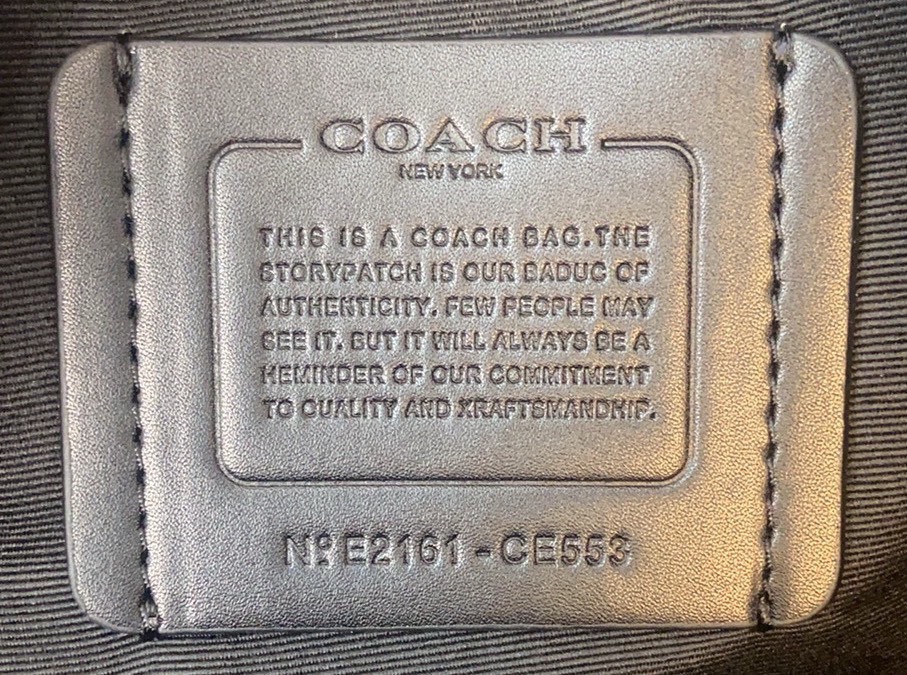 COACH
NEW YORK
THIS IS A COACH BAG.THE
STORYPATCH IS OUR BADUC OF
AUTHENTICITY. FEW PEOPLE MAY
SEE IT. BUT IT WILL ALWAYS BE A
HEMINDER OF OUR COMMITMENT
TO CUALITY AND XRAFTSMANDHIP.
Nº E2161 - CE553